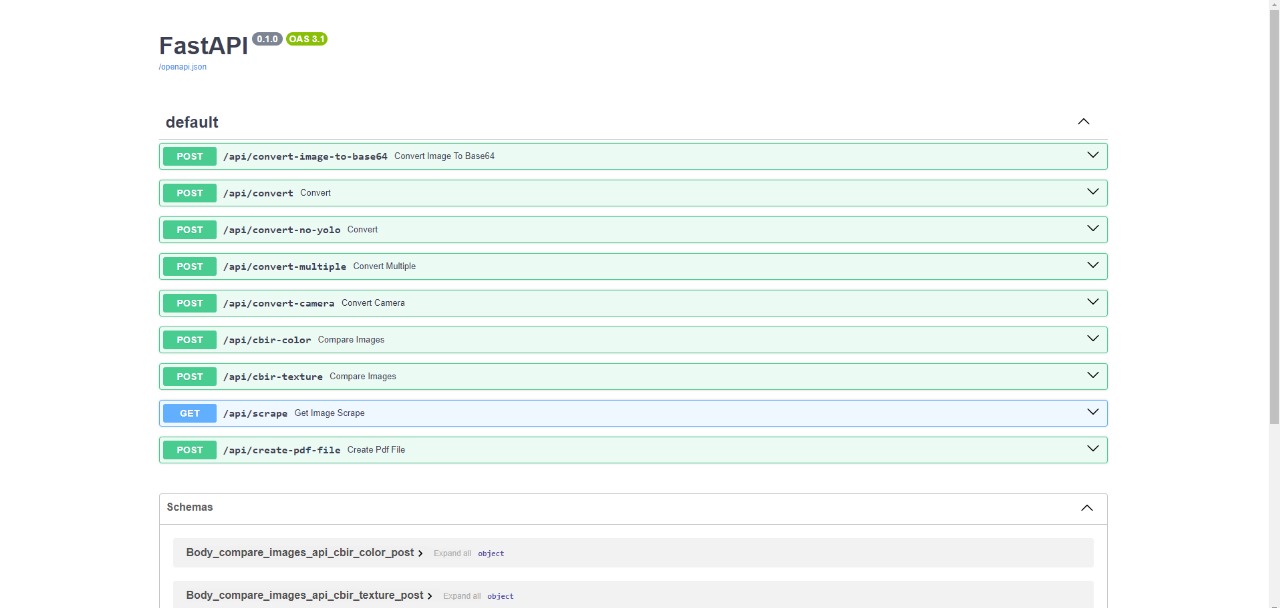 FastAPI 0.1.0 OAS 3.1
/openapi.json
default
POST /api/convert-image-to-base64 Convert Image To Base64
POST /api/convert Convert
POST /api/convert-no-yolo Convert
POST /api/convert-multiple Convert Multiple
POST /api/convert-camera Convert Camera
POST /api/cbir-color Compare Images
POST /api/cbir-texture Compare Images
GET /api/scrape Get Image Scrape
POST /api/create-pdf-file Create Pdf File
Schemas
Body_compare_images_api_cbir_color_post Expand all object
Body_compare_images_api_cbir_texture_post Expand all object